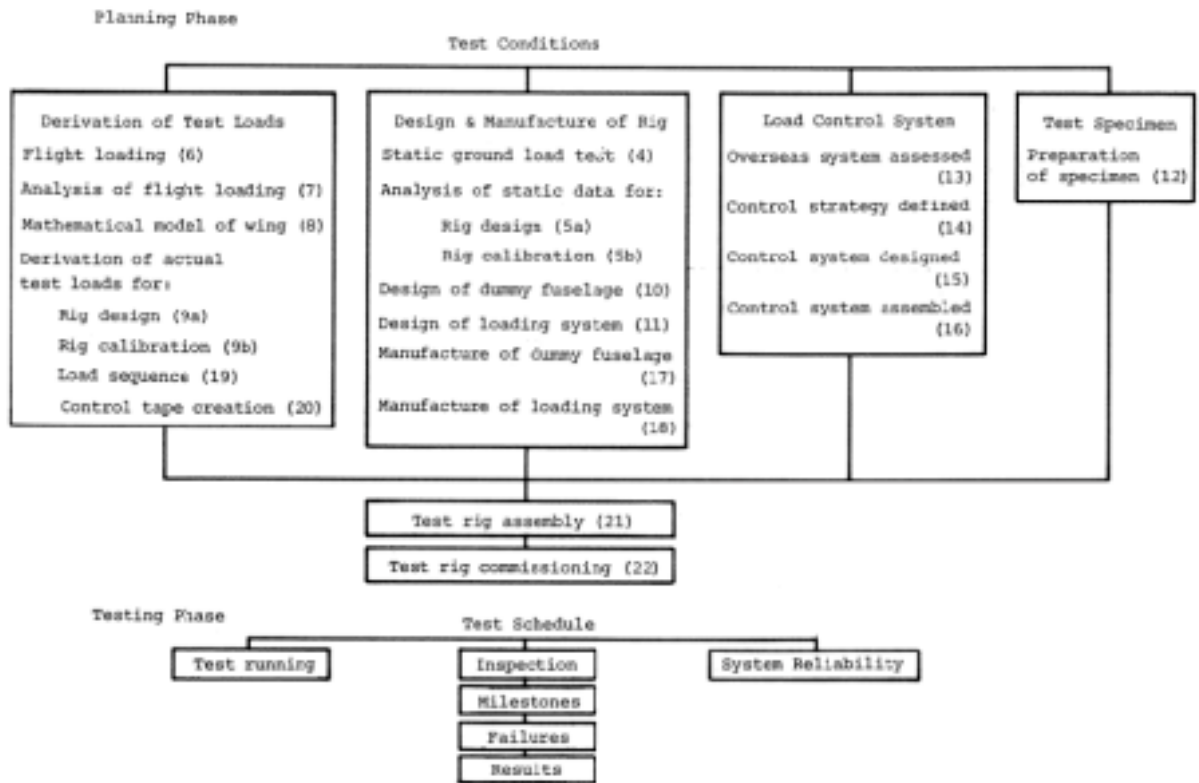 Planning Phase
Test Conditions
Derivation of Test Loads
Flight loading (6)
Analysis of flight loading (7)
Mathematical model of wing (8)
Derivation of actual
test loads for:
Rig design (9a)
Rig calibration (9b)
Load sequence (19)
Control tape creation (20)
Design & Manufacture of Rig
Static ground load test (4)
Analysis of static data for:
Rig design (5a)
Rig calibration (5b)
Design of dummy fuselage (10)
Design of loading system (11)
Manufacture of dummy fuselage
(17)
Manufacture of loading system
(18)
Load Control System
Overseas system assessed
(13)
Control strategy defined
(14)
Control system designed
(15)
Control system assembled
(16)
Test Specimen
Preparation
of specimen (12)
Test rig assembly (21)
Test rig commissioning (22)
Testing Phase
Test Schedule
Test running
Inspection
System Reliability
Milestones
Failures
Results